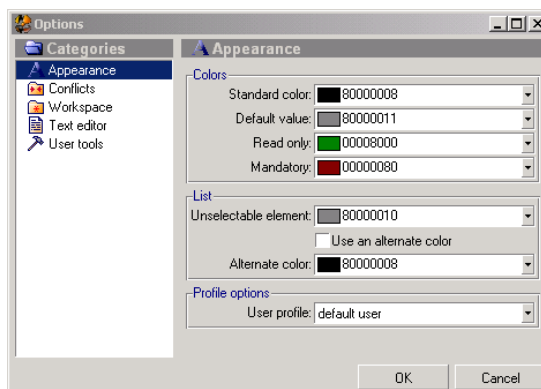 Options
Categories
Appearance
Conflicts
Workspace
Text editor
User tools
Appearance
Colors
Standard color: 80000008
Default value: 80000011
Read only: 00008000
Mandatory: 00000080
List
Unselectable element: 80000010
Use an alternate color
Alternate color: 80000008
Profile options
User profile: default user
OK Cancel